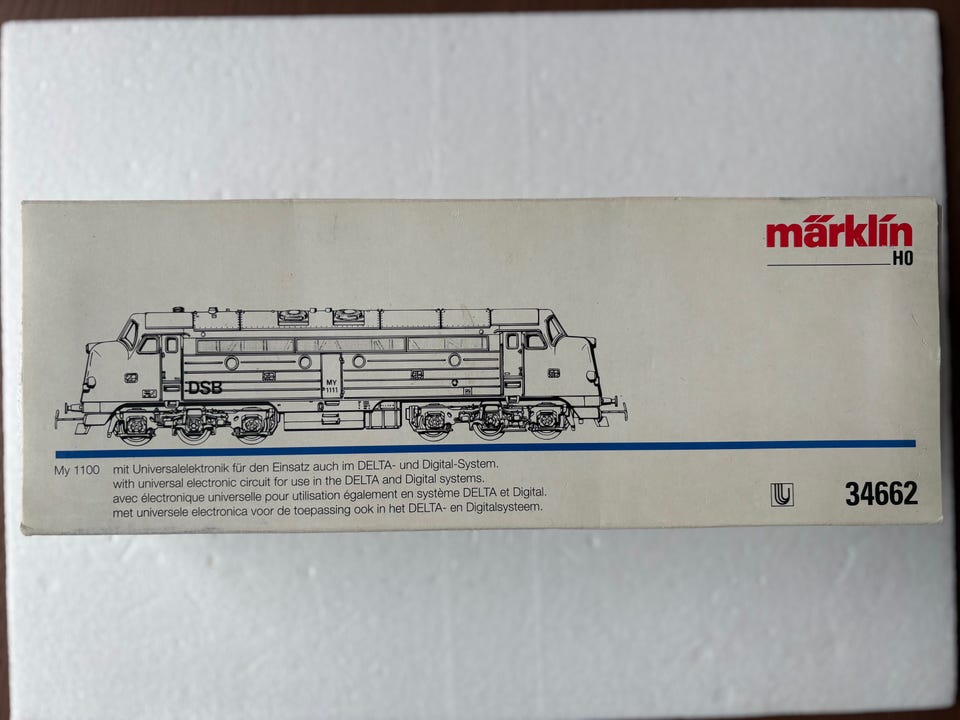 märklin
H0
DSB
MY
1111
My 1100 mit Universalelektronik für den Einsatz auch im DELTA- und Digital-System.
with universal electronic circuit for use in the DELTA and Digital systems.
avec électronique universelle pour utilisation également en système DELTA et Digital.
met universele electronica voor de toepassing ook in het DELTA- en Digitalsysteem.
34662